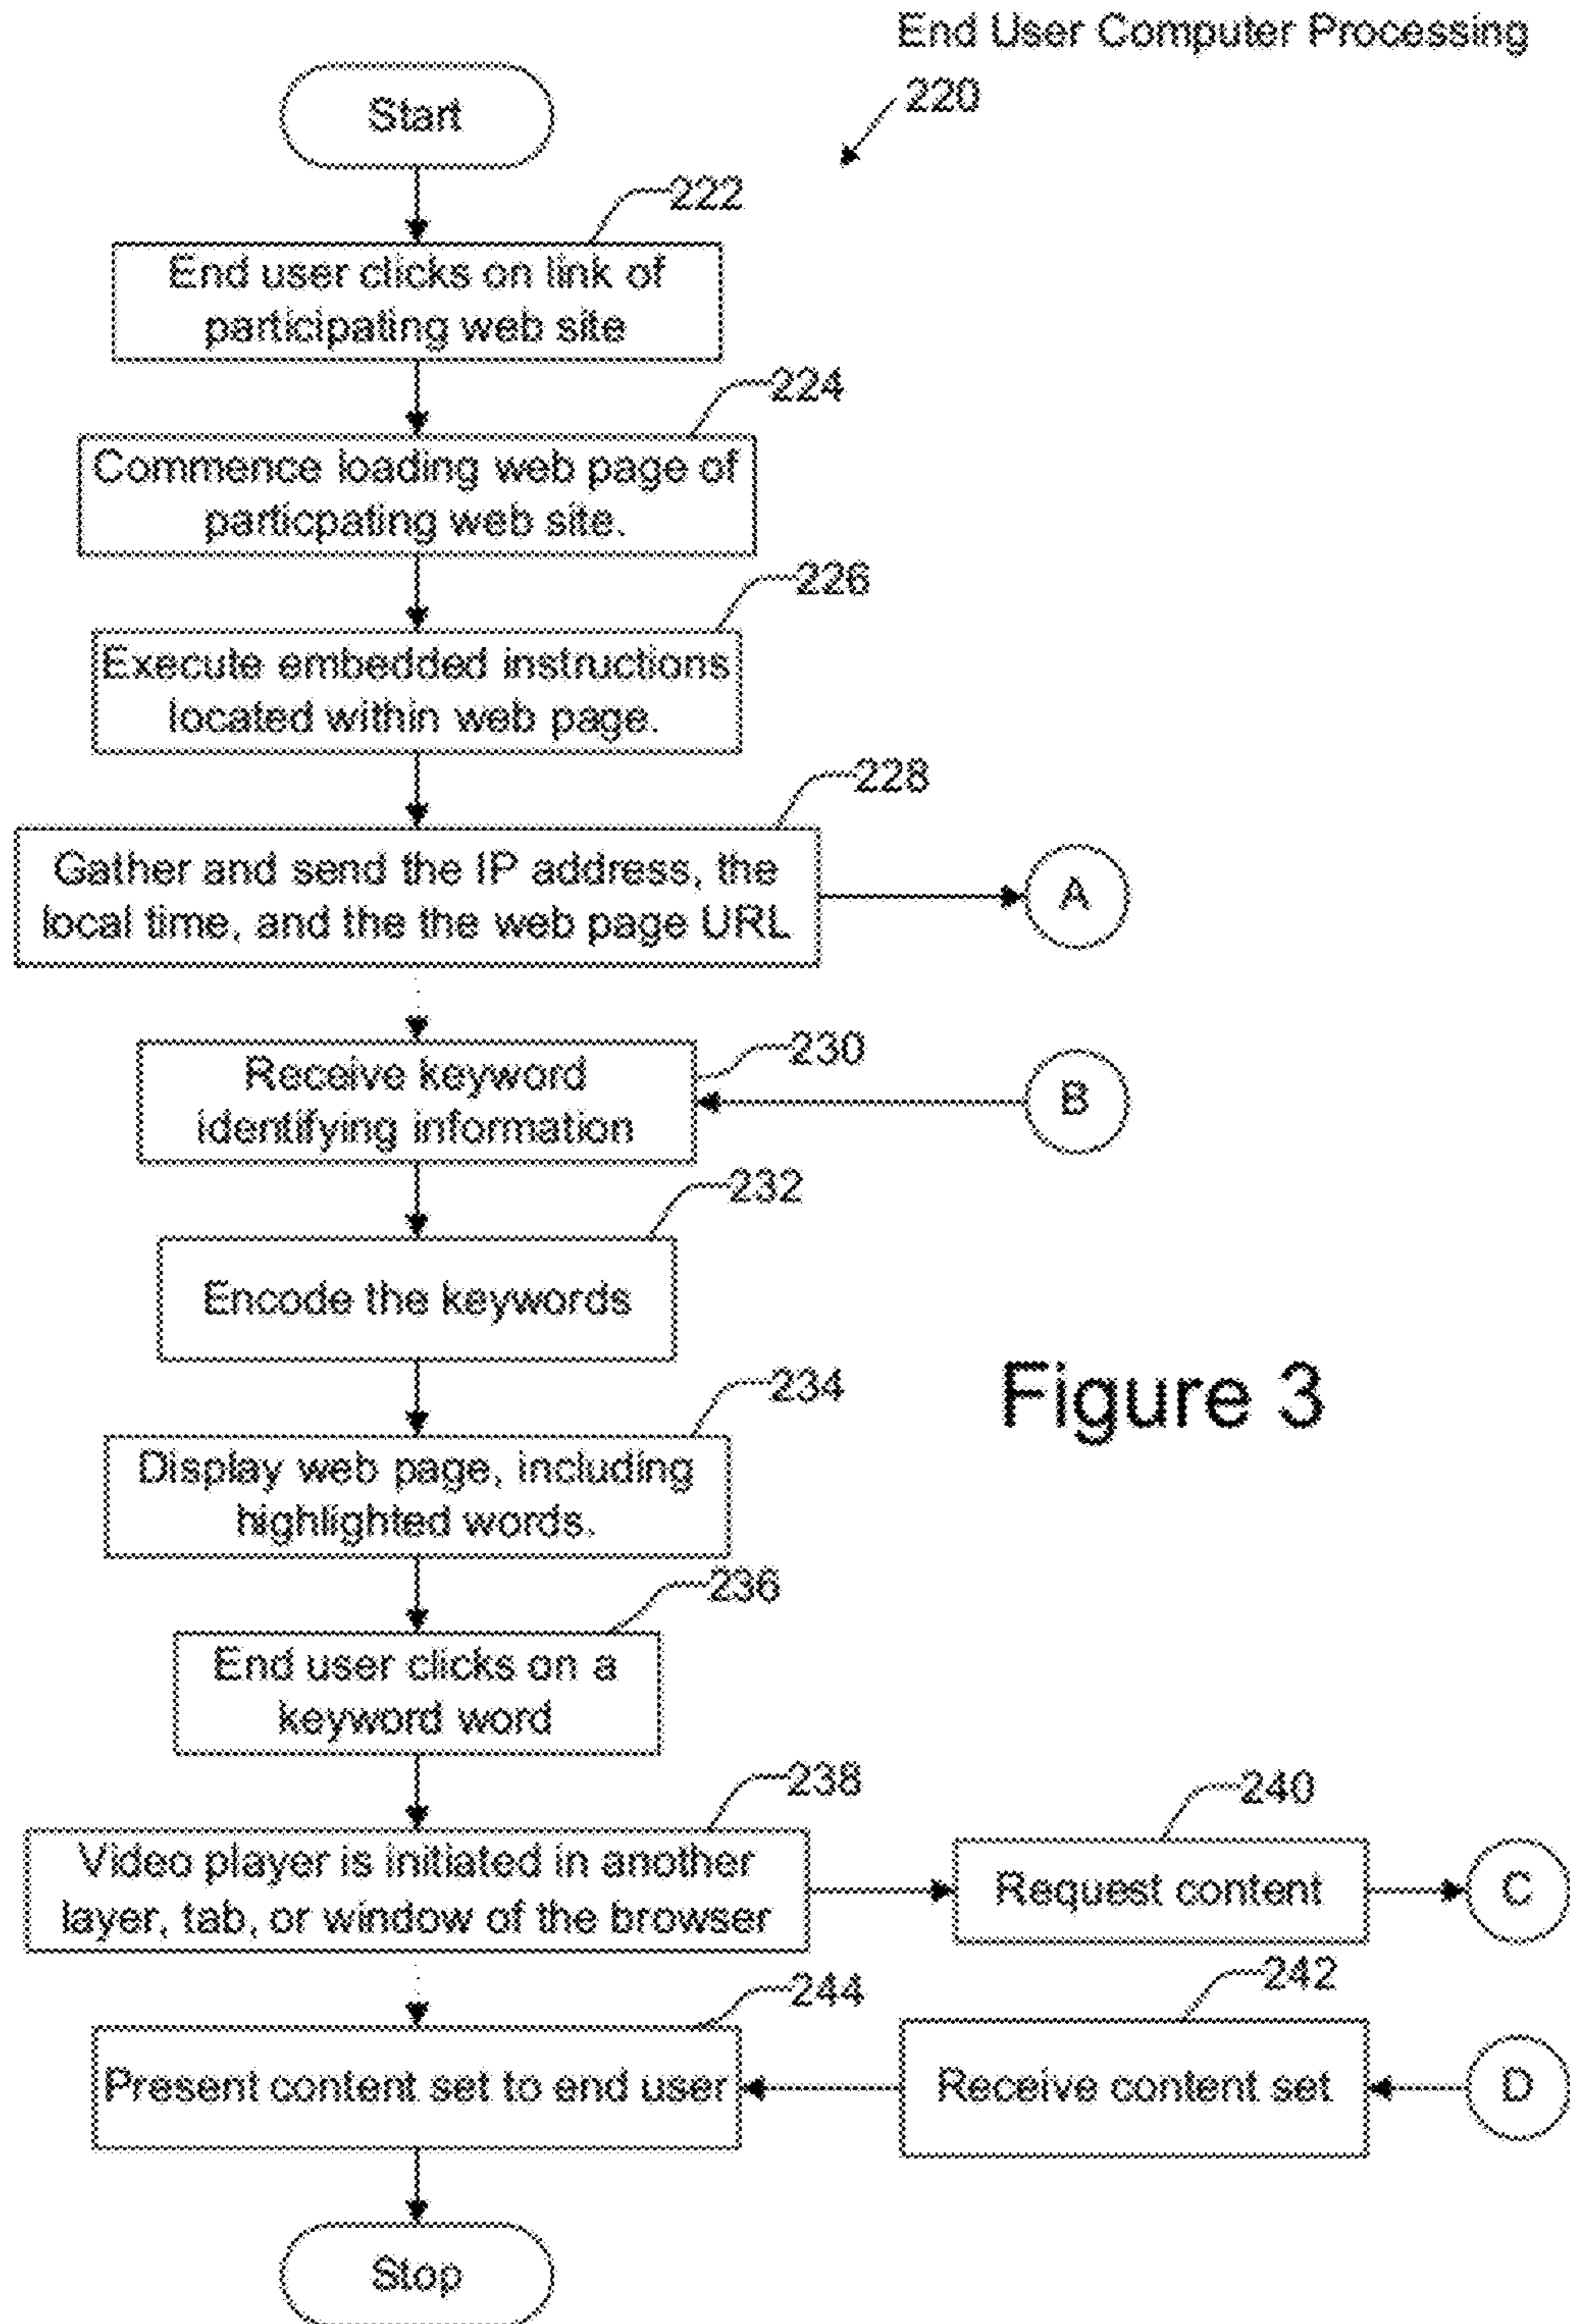 End User Computer Processing
220
Start
222
End user clicks on link of
participating web site
224
Commence loading web page of
particpating web site.
226
Execute embedded instructions
located within web page.
228
Gather and send the IP address, the
local time, and the the web page URL
A
230
Receive keyword
identifying information
B
232
Encode the keywords
234
Figure 3
Display web page, including
highlighted words.
236
End user clicks on a
keyword word
238
240
Video player is initiated in another
layer, tab, or window of the browser
Request content
C
244
242
Present content set to end user
Receive content set
D
Stop